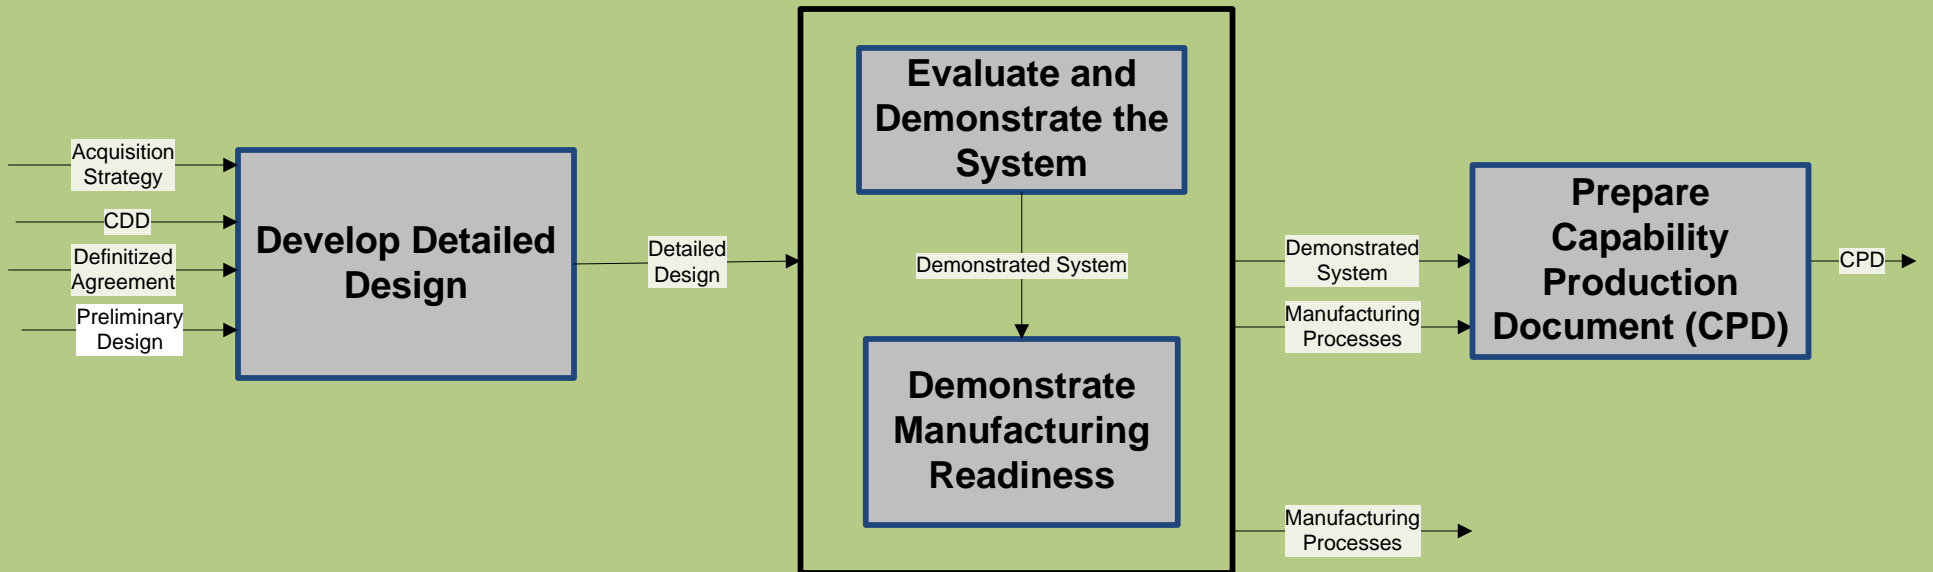 Acquisition
Strategy
CDD
Definitized
Agreement
Preliminary
Design
Develop Detailed
Design
Detailed
Design
Evaluate and
Demonstrate the
System
Demonstrated System
Demonstrate
Manufacturing
Readiness
Demonstrated
System
Manufacturing
Processes
Manufacturing
Processes
Prepare
Capability
Production
Document (CPD)
CPD